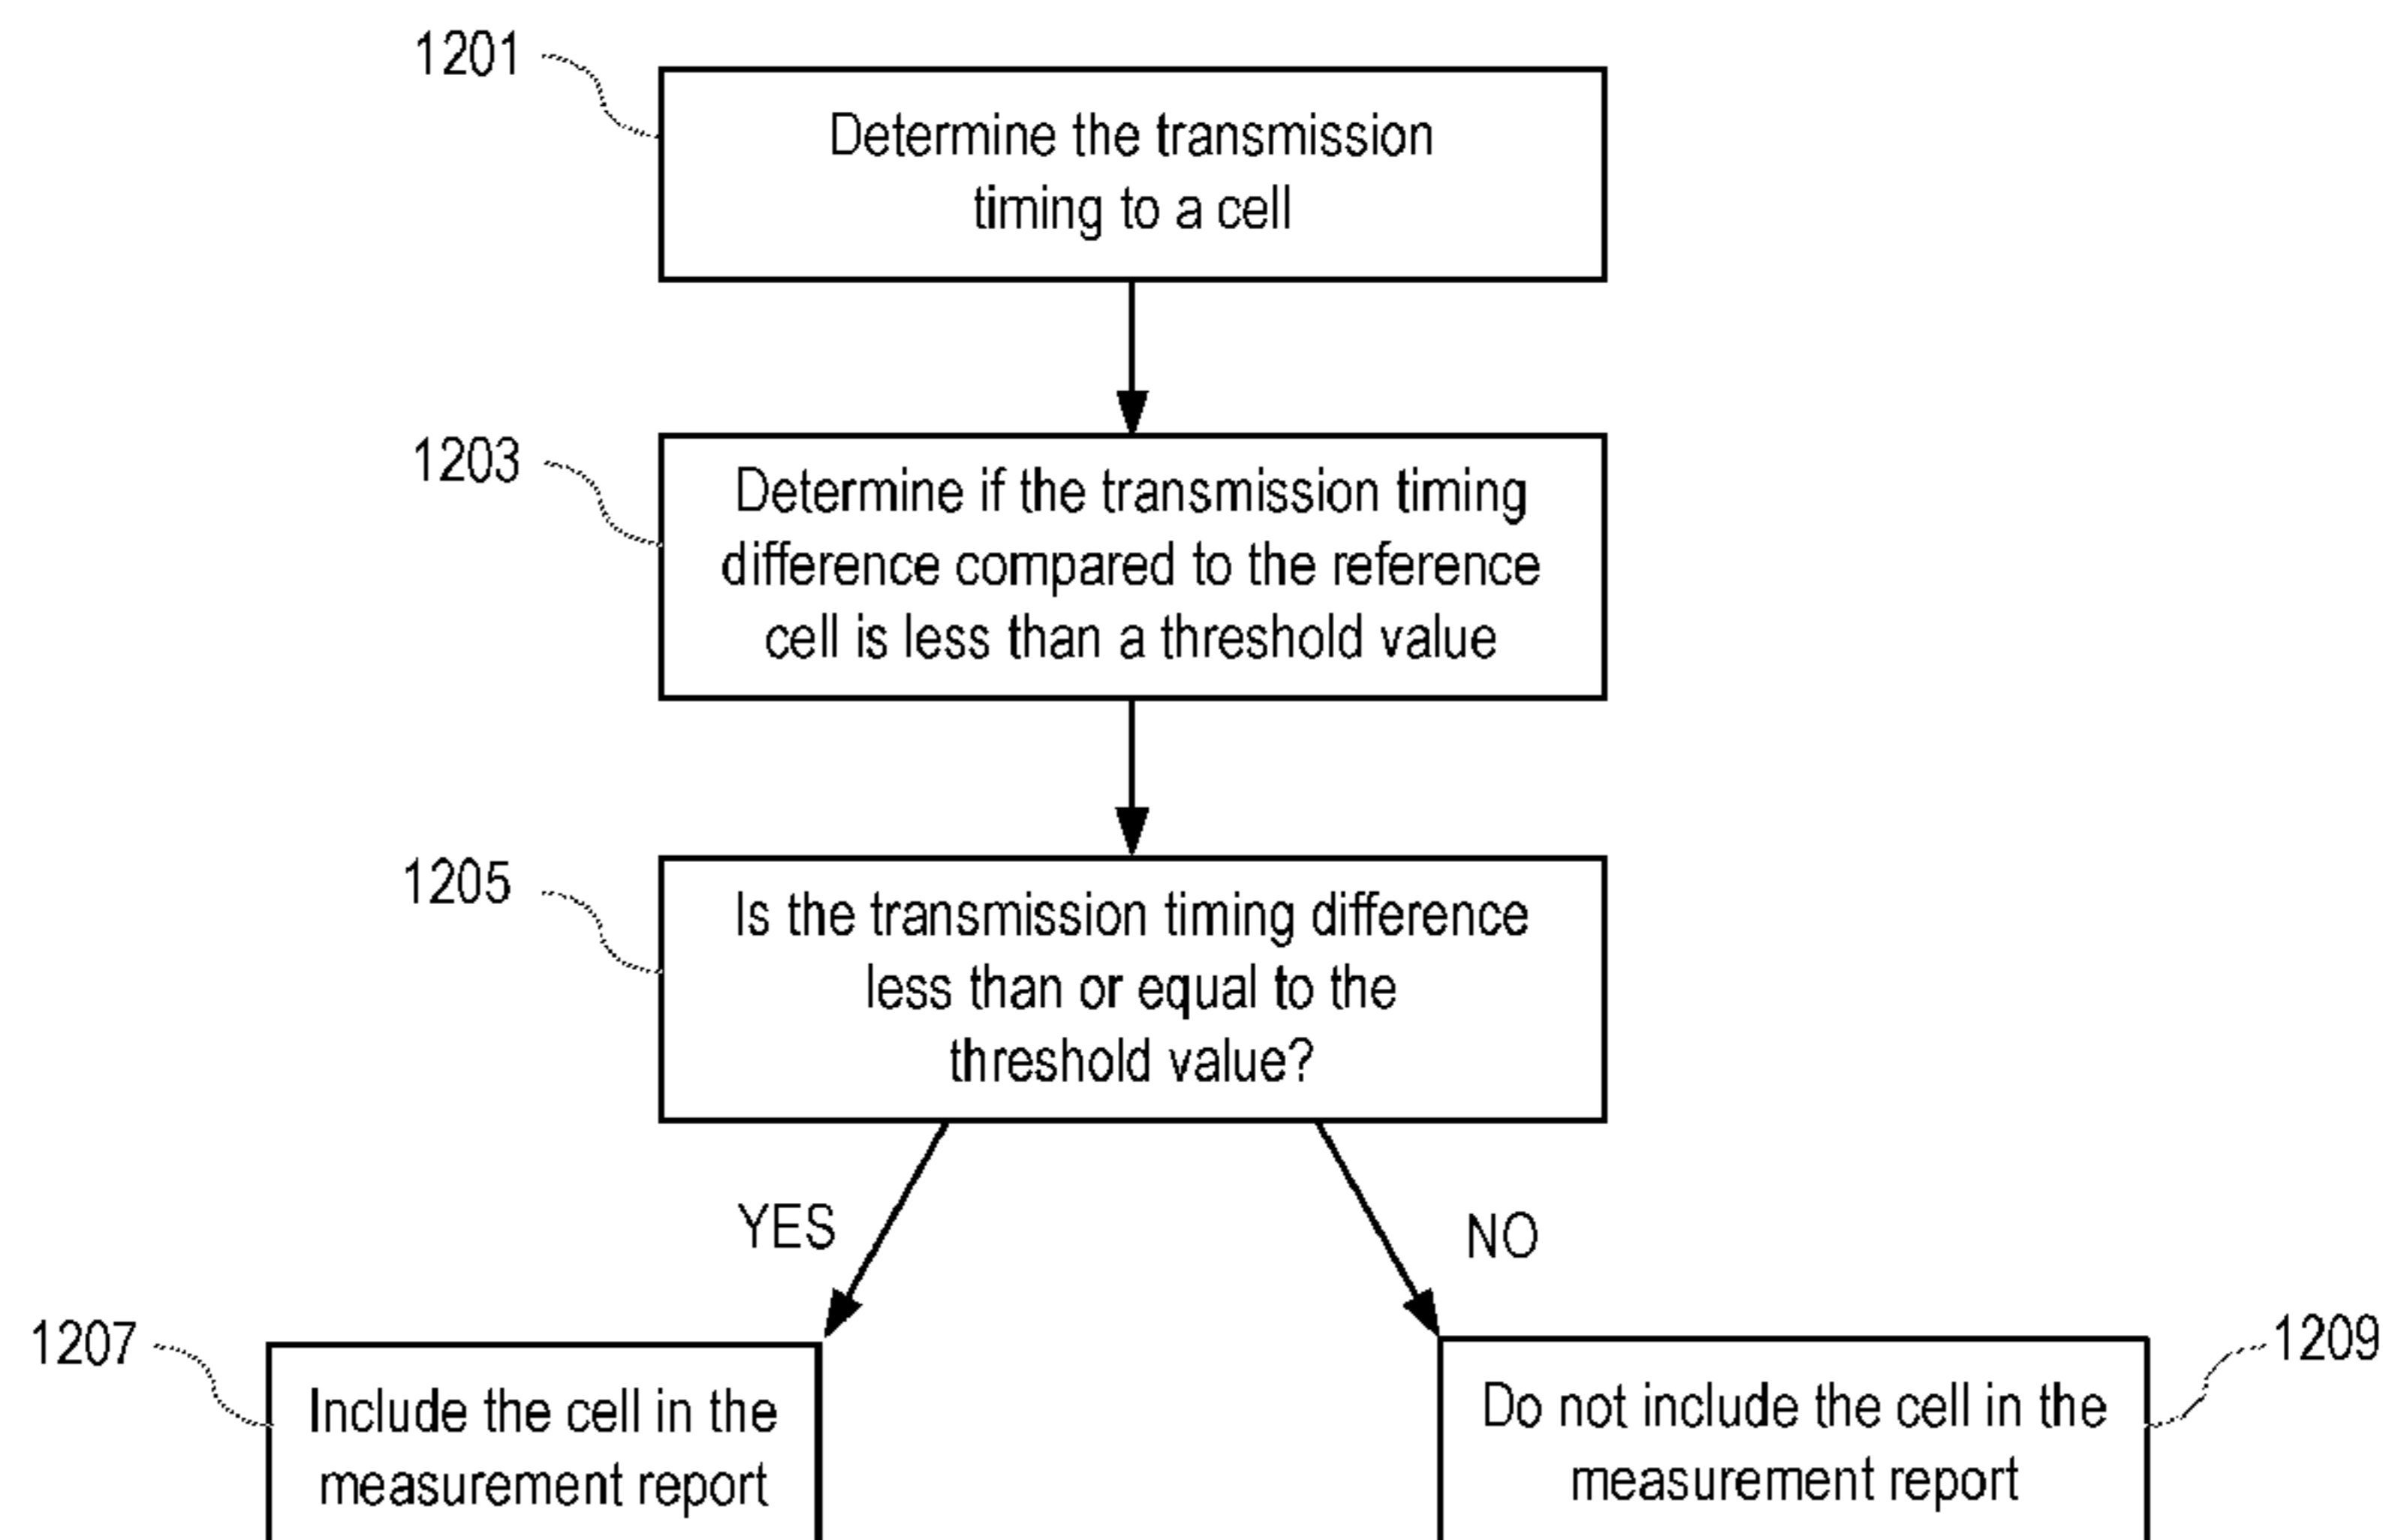 1201
Determine the transmission
timing to a cell
1203
Determine if the transmission timing
difference compared to the reference
cell is less than a threshold value
1205
Is the transmission timing difference
less than or equal to the
threshold value?
YES
NO
1207
Include the cell in the
measurement report
1209
Do not include the cell in the
measurement report